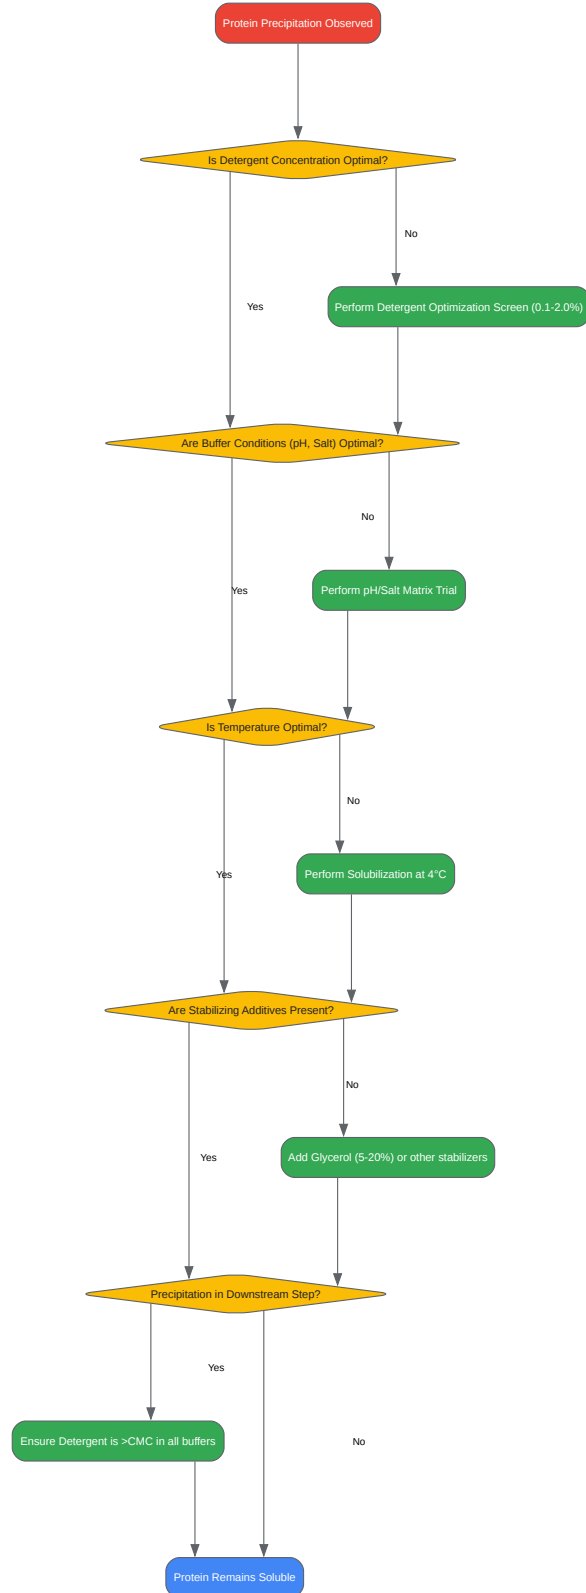 Protein Precipitation Observed
Is Detergent Concentration Optimal?
No
Yes
Perform Detergent Optimization Screen (0.1-2.0%)
Are Buffer Conditions (pH, Salt) Optimal?
No
Yes
Perform pH/Salt Matrix Trial
Is Temperature Optimal?
No
Yes
Perform Solubilization at 4°C
Are Stabilizing Additives Present?
No
Yes
Add Glycerol (5-20%) or other stabilizers
Precipitation in Downstream Step?
Yes
Ensure Detergent is >CMC in all buffers
No
Protein Remains Soluble